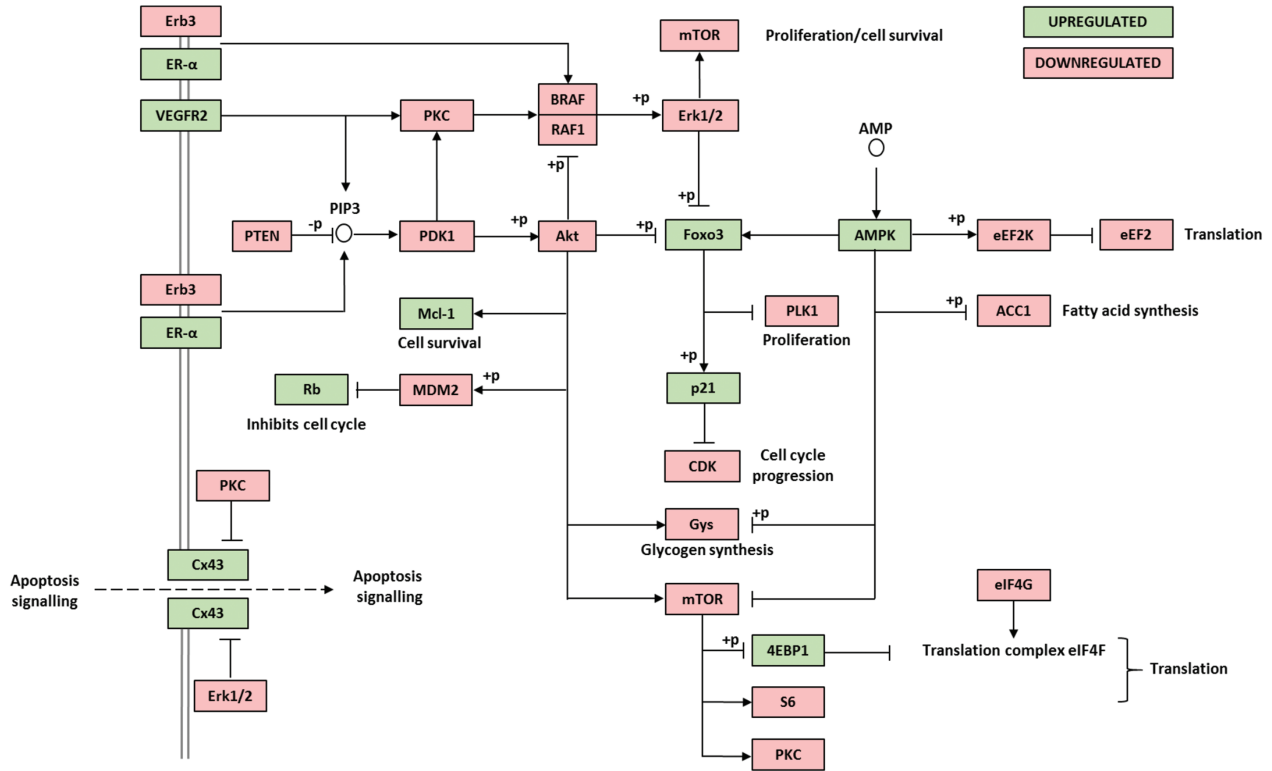 Erb3
ER-α
VEGFR2
mTOR
Proliferation/cell survival
UPREGULATED
DOWNREGULATED
PKC
BRAF
RAF1
+p
Erk1/2
AMP
+p
+p
PTEN
-p
PIP3
PDK1
+p
Akt
+p
Foxo3
AMPK
+p
eEF2K
eEF2
Translation
Erb3
ER-α
Mcl-1
Cell survival
PLK1
Proliferation
+p
ACC1
Fatty acid synthesis
Rb
Inhibits cell cycle
MDM2
+p
+p
p21
CDK
Cell cycle
progression
PKC
Gys
+p
Glycogen synthesis
Cx43
Apoptosis
signalling
Apoptosis
signalling
Cx43
mTOR
eIF4G
+p
4EBP1
Translation complex eIF4F
Translation
Erk1/2
S6
PKC